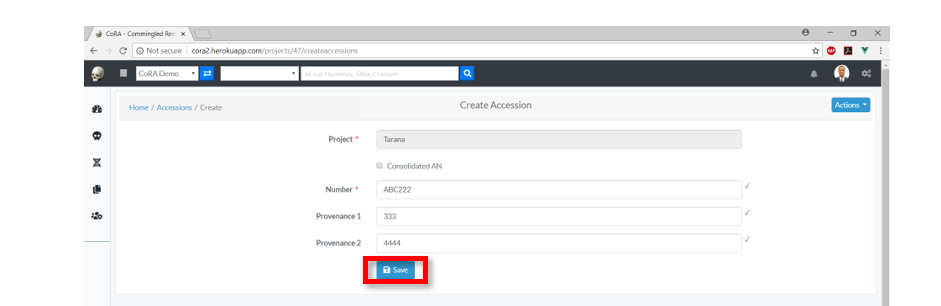 CoRA - Commingled Rem
Not secure | cora2.herokuapp.com/projects/47/createaccessions
CoRA Demo
SE e.g. Humerus, Tibia, Cranium
Home / Accessions / Create
Create Accession
Actions
Project *
Tarana
Consolidated AN
Number *
ABC222
Provenance 1
333
Provenance 2
4444
Save